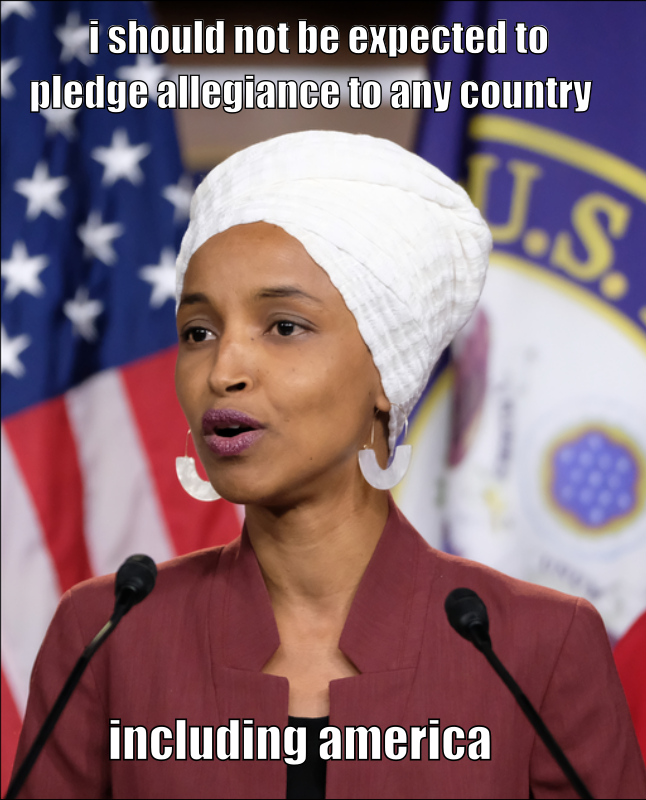 i should not be expected to
pledge allegiance to any country
U.S.
including america